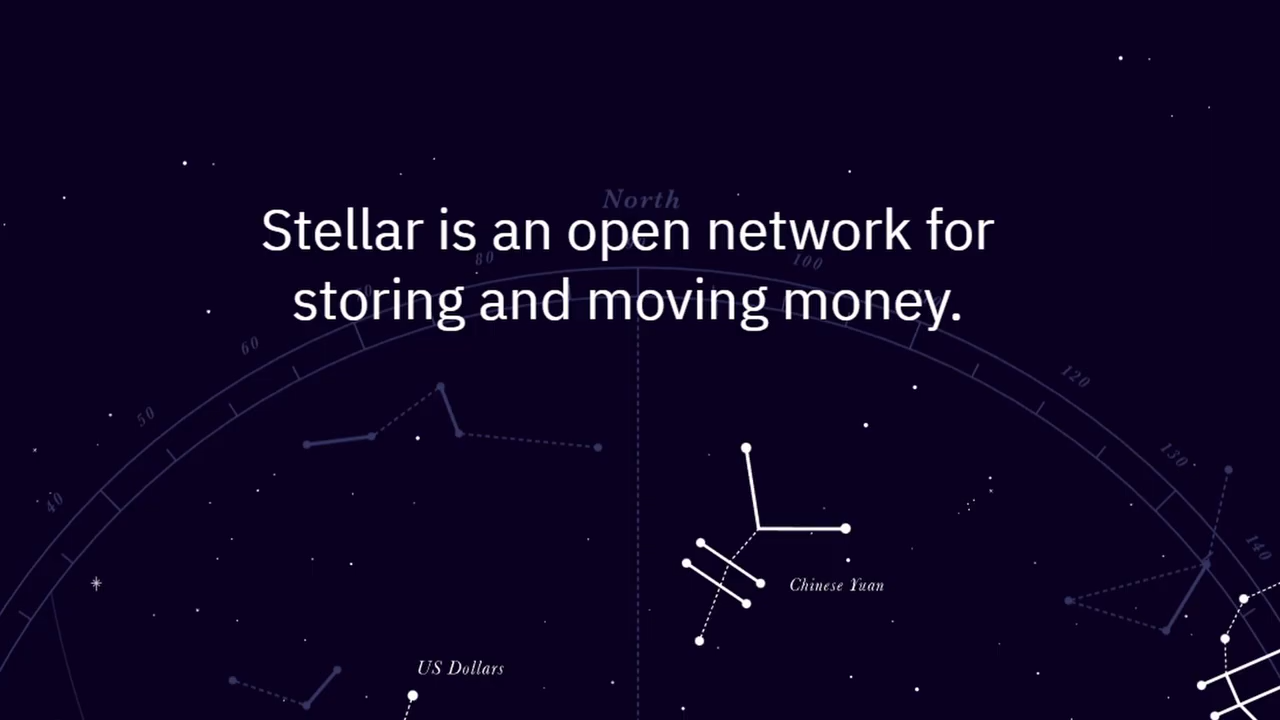 North
Stellar is an open network for
80
100
storing and moving money.
60
120
50
130
40
140
Chinese Yuan
US Dollars